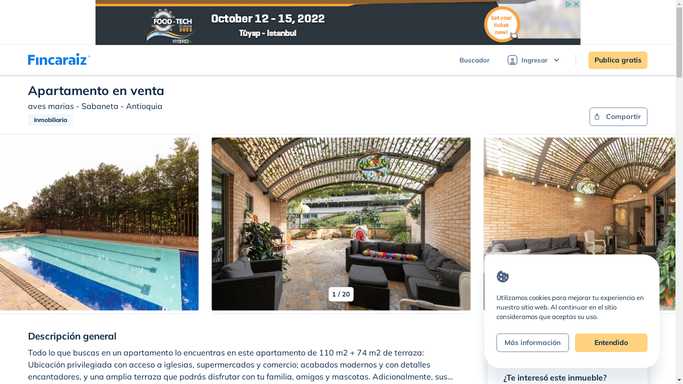 FOOD-TECH
October 12 - 15, 2022
Tüyap - Istanbul
Get your
ticket
now!
Fincaraiz
Buscador
Ingresar
Publica gratis
Apartamento en venta
aves marias - Sabaneta - Antioquia
Inmobiliaria
Compartir
1 / 20
Utilizamos cookies para mejorar tu experiencia en
nuestro sitio web. Al continuar en el sitio
consideramos que aceptas su uso.
Más información
Entendido
Descripción general
Todo lo que buscas en un apartamento lo encuentras en este apartamento de 110 m2 + 74 m2 de terraza:
Ubicación privilegiada con acceso a iglesias, supermercados y comercio; acabados modernos y con detalles
encantadores, y una amplia terraza que podrás disfrutar con tu familia, amigos y mascotas. Adicionalmente, sus...
¿Te interesó este inmueble?